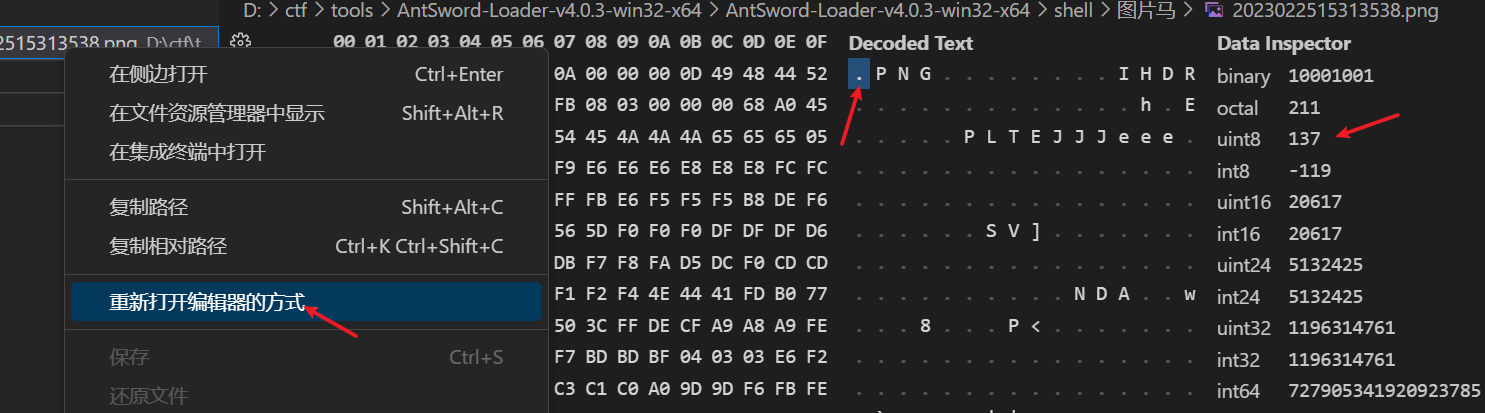 D: > ctf > tools > AntSword-Loader-v4.0.3-win32-x64 > AntSword-Loader-v4.0.3-win32-x64 > shell > 图片马 > 2023022515313538.png
2515313538.png D:\ctf\t
00 01 02 03 04 05 06 07 08 09 0A 0B 0C 0D 0E 0F Decoded Text Data Inspector
在侧边打开 Ctrl+Enter
在文件资源管理器中显示 Shift+Alt+R
在集成终端中打开
复制路径 Shift+Alt+C
复制相对路径 Ctrl+K Ctrl+Shift+C
重新打开编辑器的方式
保存 Ctrl+S
还原文件
0A 00 00 00 0D 49 48 44 52 . P N G . . . . . . . . I H D R
FB 08 03 00 00 00 68 A0 45 . . . . . . . . . . . . . h . E
54 45 4A 4A 4A 65 65 65 05 . . . . . P L T E J J J e e e .
F9 E6 E6 E6 E8 E8 E8 FC FC . . . . . . . . . . . . . . . .
FF FB E6 F5 F5 F5 B8 DE F6 . . . . . . . . . . . . . . . .
56 5D F0 F0 F0 DF DF DF D6 . . . . . . S V ] . . . . . . .
DB F7 F8 FA D5 DC F0 CD CD . . . . . . . . . . . . . . . .
F1 F2 F4 4E 44 41 FD B0 77 . . . . . . . . . . N D A . . w
50 3C FF DE CF A9 A8 A9 FE . . . 8 . . . P < . . . . . . .
F7 BD BD BF 04 03 03 E6 F2 . . . . . . . . . . . . . . . .
C3 C1 C0 A0 9D 9D F6 FB FE . . . . . . . . . . . . . . . .
binary 10001001
octal 211
uint8 137
int8 -119
uint16 20617
int16 20617
uint24 5132425
int24 5132425
uint32 1196314761
int32 1196314761
int64 727905341920923785